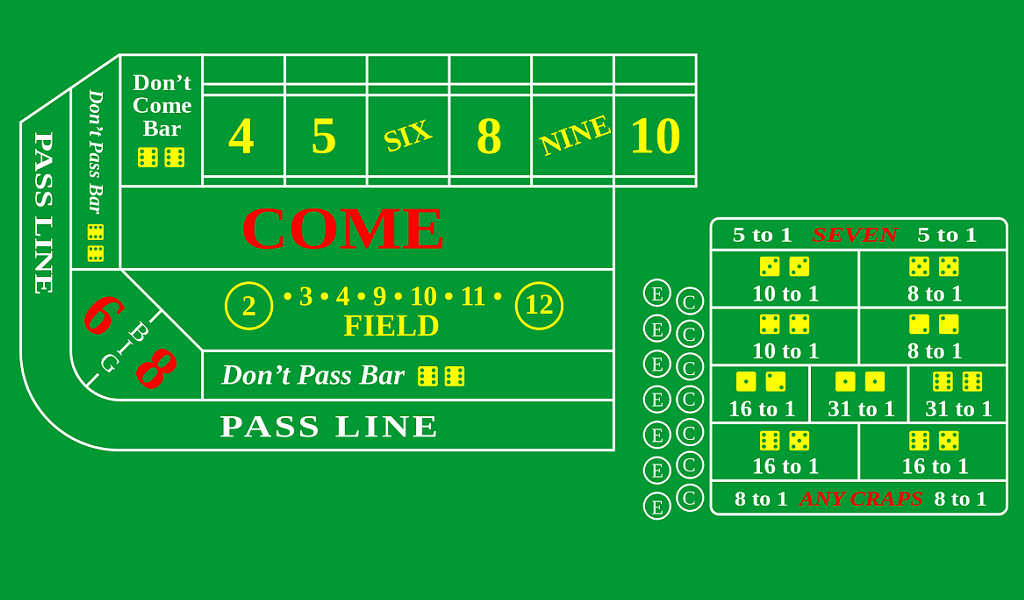 PASS LINE
Don’t Pass Bar
Don’t
Come
Bar
4 5 SIX 8 NINE 10
COME
2 • 3 • 4 • 9 • 10 • 11 • 12
FIELD
6 8
BIG
Don’t Pass Bar
PASS LINE
E C
E C
E C
E C
E C
E C
E C
5 to 1 SEVEN 5 to 1
10 to 1 8 to 1
10 to 1 8 to 1
16 to 1 31 to 1 31 to 1
16 to 1 16 to 1
8 to 1 ANY CRAPS 8 to 1